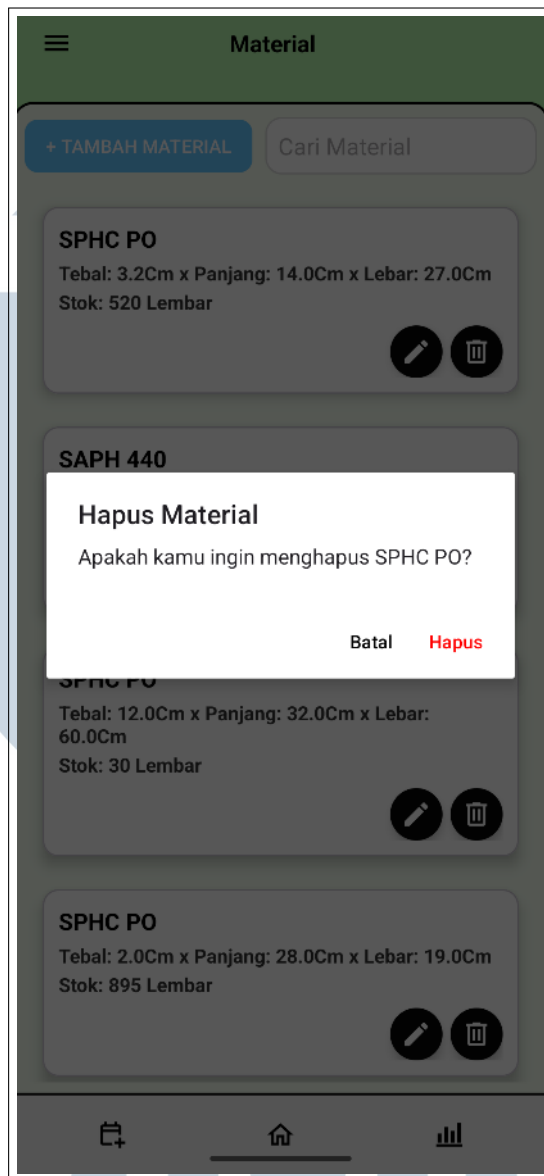 Material
+ TAMBAH MATERIAL
Cari Material
SPHC PO
Tebal: 3.2Cm x Panjang: 14.0Cm x Lebar: 27.0Cm
Stok: 520 Lembar
SAPH 440
Hapus Material
Apakah kamu ingin menghapus SPHC PO?
Batal Hapus
SPHC PO
Tebal: 12.0Cm x Panjang: 32.0Cm x Lebar:
60.0Cm
Stok: 30 Lembar
SPHC PO
Tebal: 2.0Cm x Panjang: 28.0Cm x Lebar: 19.0Cm
Stok: 895 Lembar